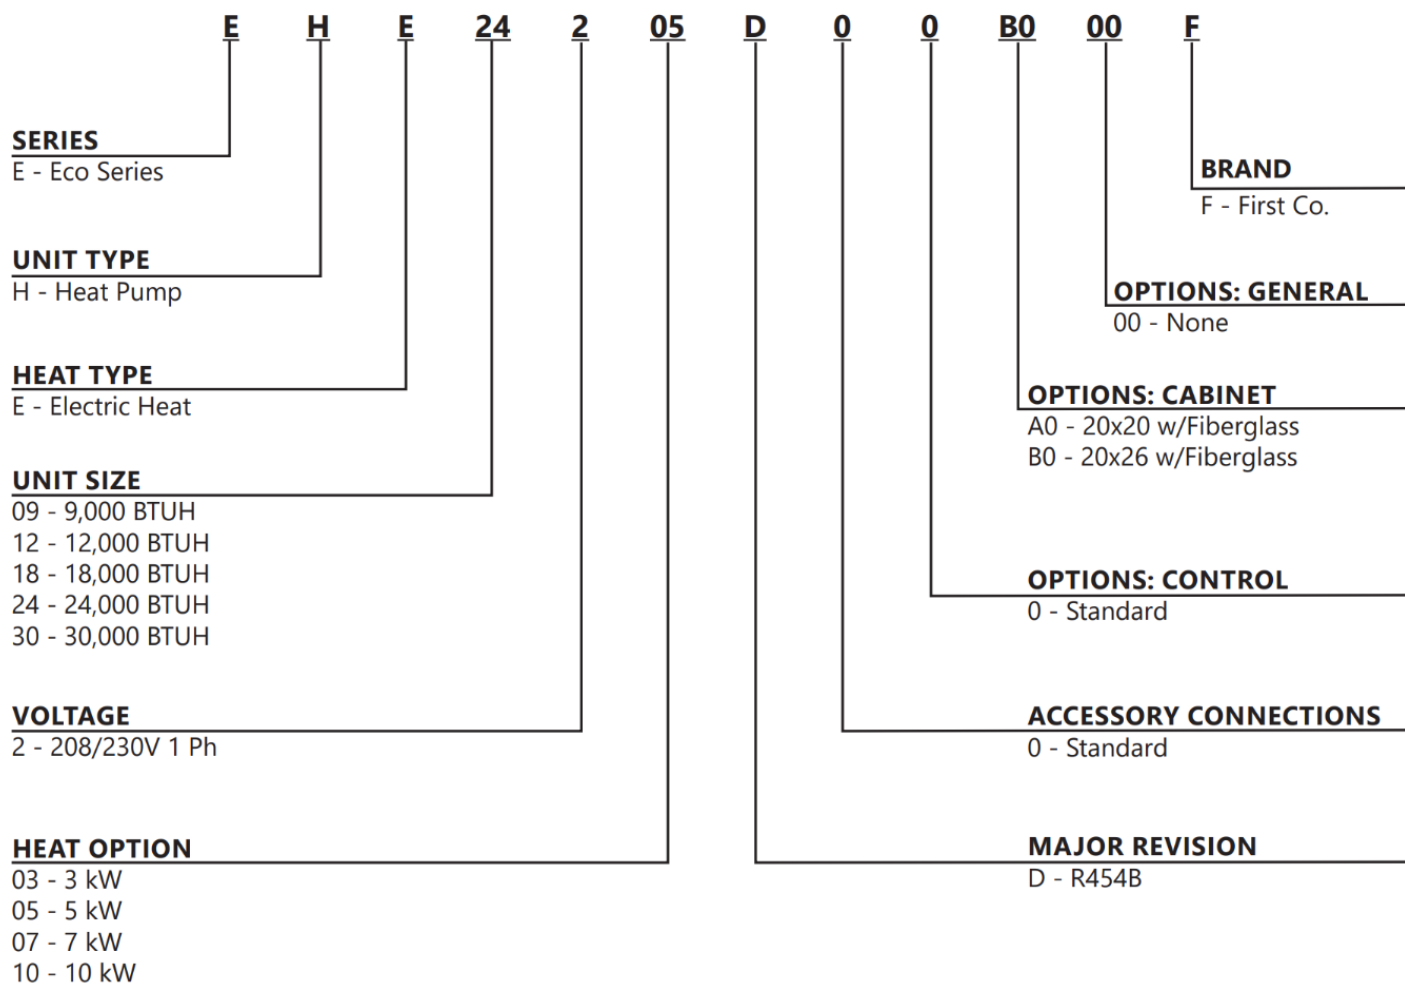 E H E 24 2 05 D 0 0 B0 00 F
SERIES
E - Eco Series
UNIT TYPE
H - Heat Pump
HEAT TYPE
E - Electric Heat
UNIT SIZE
09 - 9,000 BTUH
12 - 12,000 BTUH
18 - 18,000 BTUH
24 - 24,000 BTUH
30 - 30,000 BTUH
VOLTAGE
2 - 208/230V 1 Ph
HEAT OPTION
03 - 3 kW
05 - 5 kW
07 - 7 kW
10 - 10 kW
BRAND
F - First Co.
OPTIONS: GENERAL
00 - None
OPTIONS: CABINET
A0 - 20x20 w/Fiberglass
B0 - 20x26 w/Fiberglass
OPTIONS: CONTROL
0 - Standard
ACCESSORY CONNECTIONS
0 - Standard
MAJOR REVISION
D - R454B